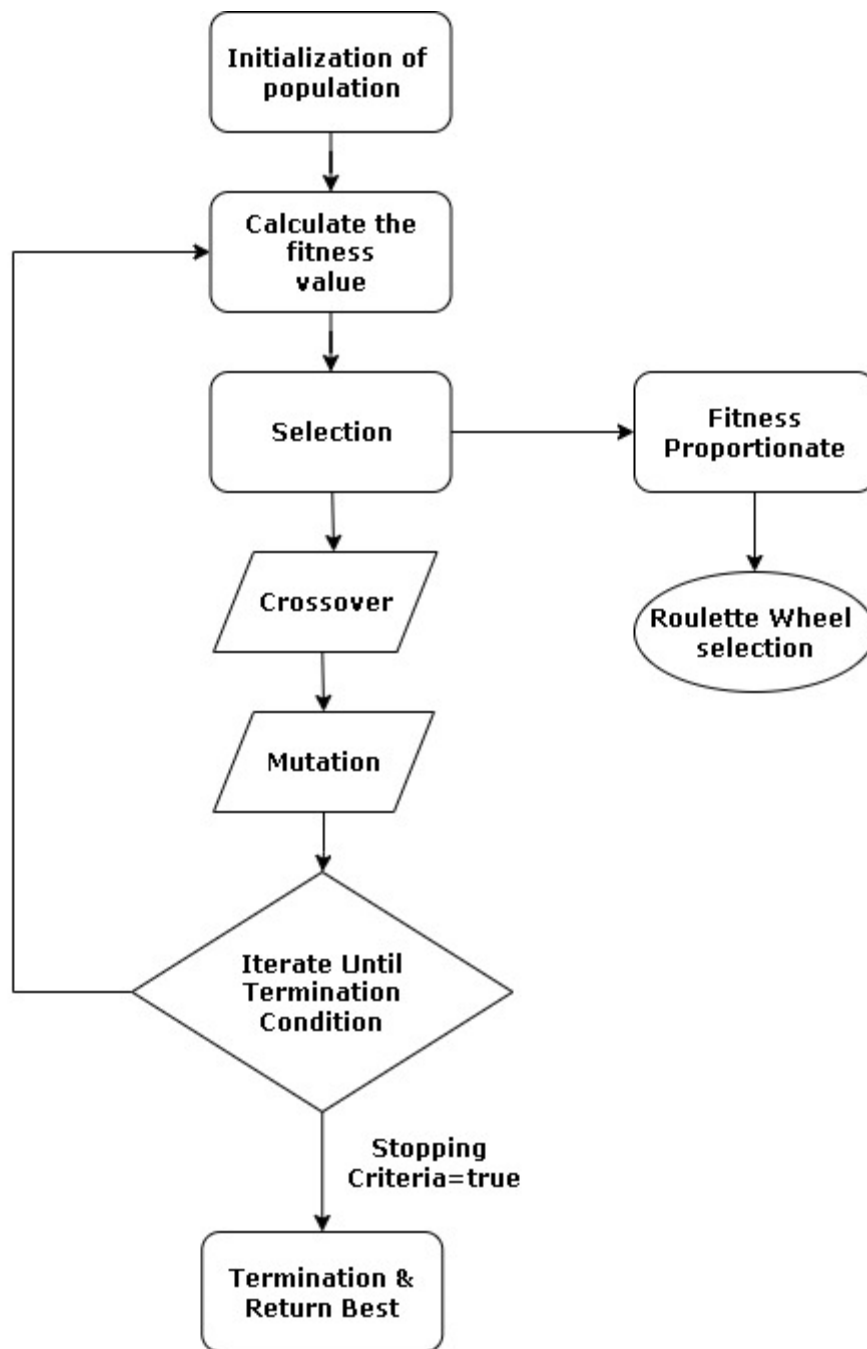 Initialization of
population
Calculate the
fitness
value
Selection
Fitness
Proportionate
Crossover
Roulette Wheel
selection
Mutation
Iterate Until
Termination
Condition
Stopping
Criteria=true
Termination &
Return Best